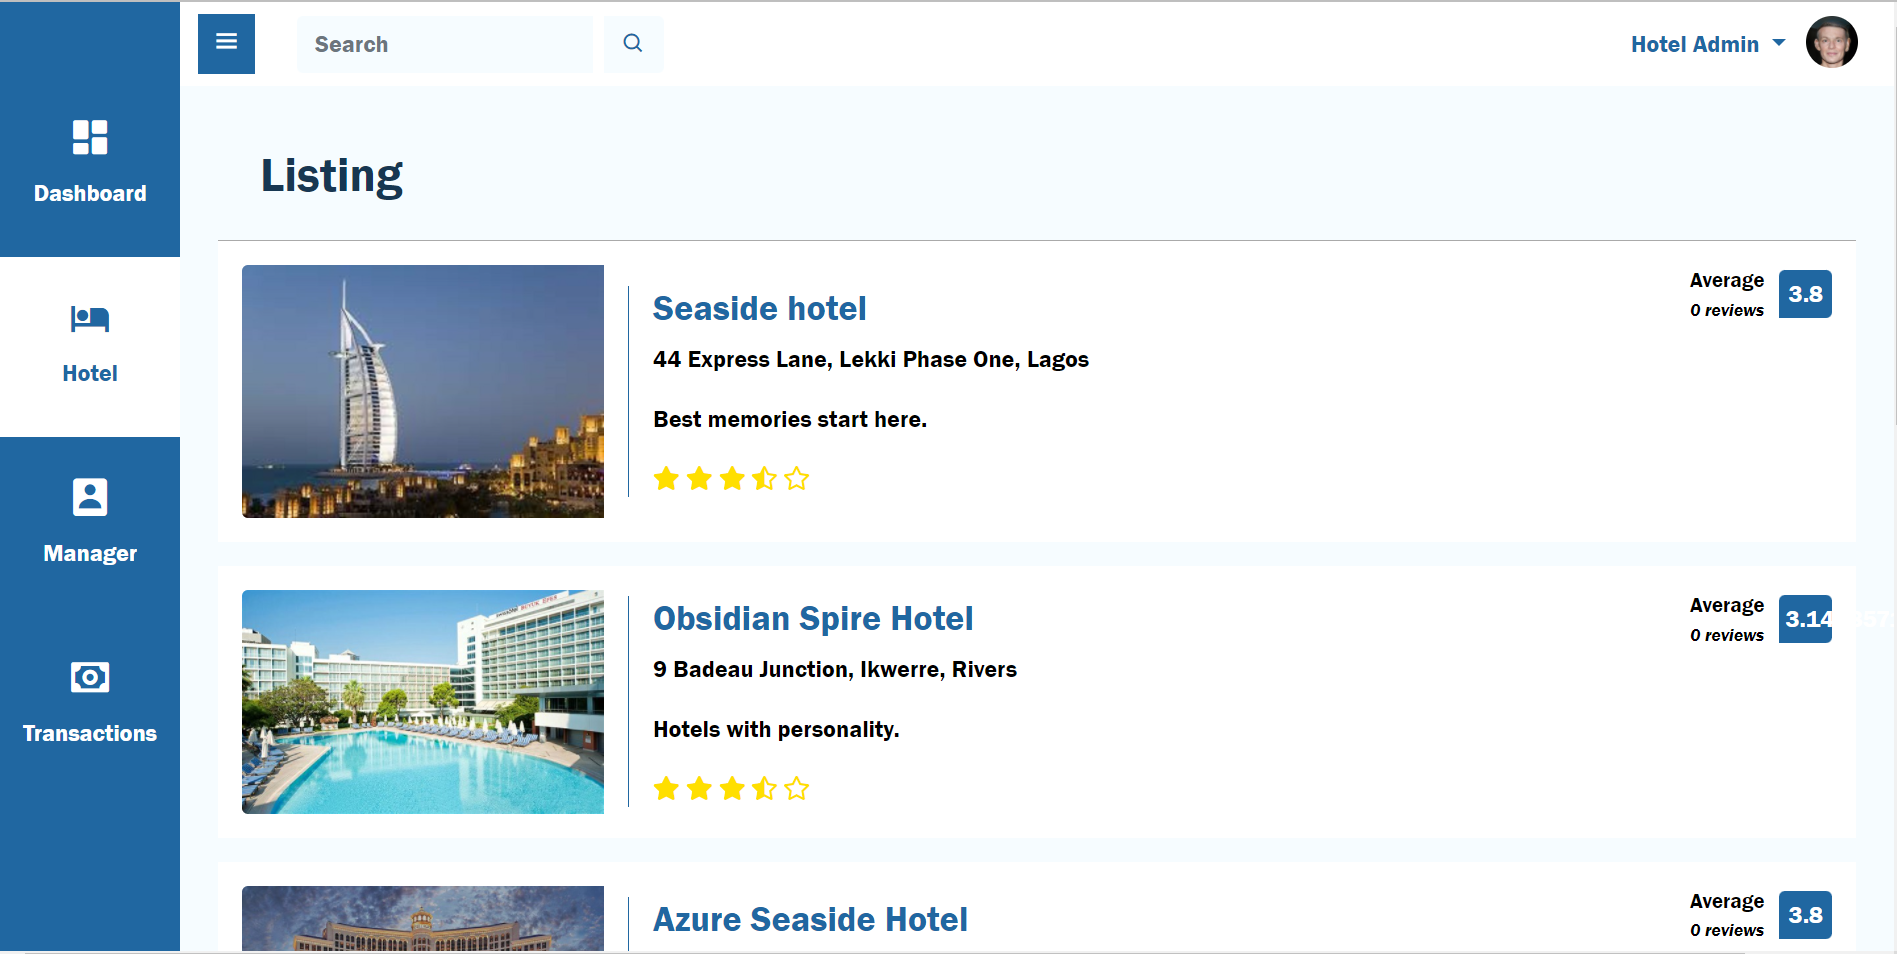 Search
Hotel Admin
Dashboard
Hotel
Manager
Transactions
Listing
Seaside hotel
44 Express Lane, Lekki Phase One, Lagos
Best memories start here.
Average
0 reviews
3.8
Obsidian Spire Hotel
9 Badeau Junction, Ikwerre, Rivers
Hotels with personality.
Average
0 reviews
3.14
Azure Seaside Hotel
Average
0 reviews
3.8